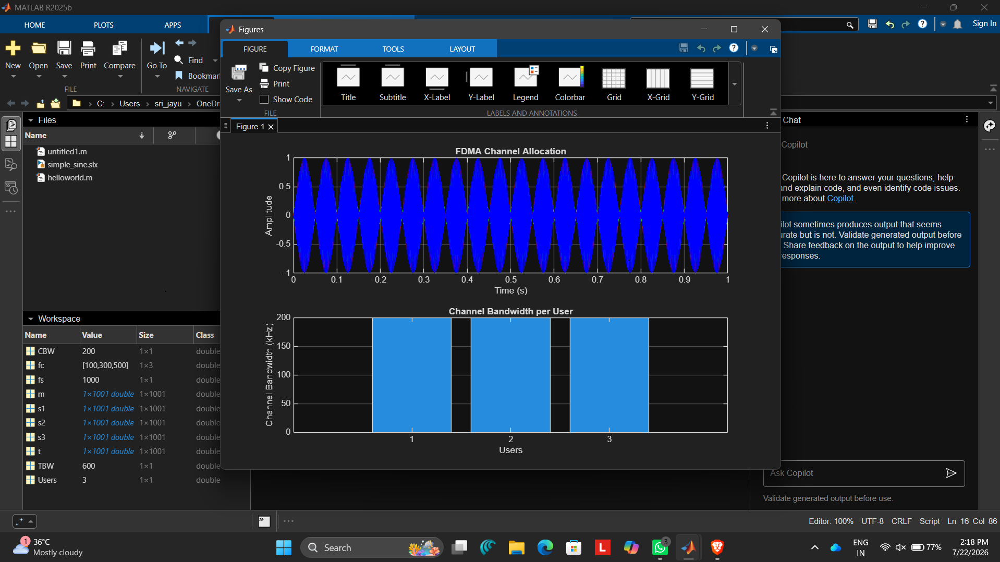 MATLAB R2025b
HOME PLOTS APPS
Sign In
New Open Save Print Compare Go To Find
Bookmar
FILE NAVIGATE
C: Users sri_jayu OneDri
Figures
FIGURE FORMAT TOOLS LAYOUT
Save As
Copy Figure
Print
Show Code
FILE
Title Subtitle X-Label Y-Label Legend Colorbar Grid X-Grid Y-Grid
LABELS AND ANNOTATIONS
Figure 1
Files
Name
untitled1.m
simple_sine.slx
helloworld.m
Workspace
Name Value Size Class
CBW 200 1×1 double
fc [100,300,500] 1×3 double
fs 1000 1×1 double
m 1×1001 double 1×1001 double
s1 1×1001 double 1×1001 double
s2 1×1001 double 1×1001 double
s3 1×1001 double 1×1001 double
t 1×1001 double 1×1001 double
TBW 600 1×1 double
Users 3 1×1 double
FDMA Channel Allocation
Amplitude
1
0.5
0
-0.5
-1
0 0.1 0.2 0.3 0.4 0.5 0.6 0.7 0.8 0.9 1
Time (s)
Channel Bandwidth per User
Channel Bandwidth (kHz)
200
150
100
50
0
1 2 3
Users
Chat
Copilot
Copilot is here to answer your questions, help
and explain code, and even identify code issues.
more about Copilot.
ilot sometimes produces output that seems
urate but is not. Validate generated output before
Share feedback on the output to help improve
responses.
Ask Copilot
Validate generated output before use.
Editor: 100% UTF-8 CRLF Script Ln 16 Col 86
1
36°C
Mostly cloudy
Search
L
3
ENG
IN
77%
2:18 PM
7/22/2026